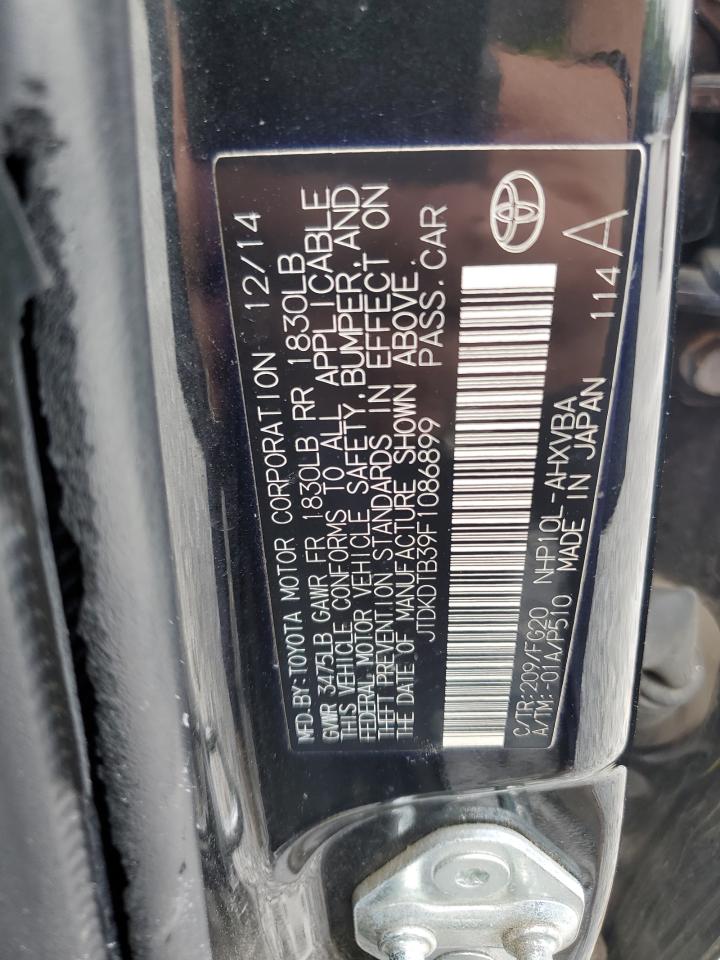 MFD.BY:TOYOTA MOTOR CORPORATION 12/14
GVWR 3475LB GAWR FR 1830LB RR 1830LB
THIS VEHICLE CONFORMS TO ALL APPLICABLE
FEDERAL MOTOR VEHICLE SAFETY,BUMPER,AND
THEFT PREVENTION STANDARDS IN EFFECT ON
THE DATE OF MANUFACTURE SHOWN ABOVE.
JTDKDTB39F1086899 PASS.CAR
C/TR:209/FG20 NHP10L-AHXVBA
A/TM:-01A/P510 MADE IN JAPAN
114 A